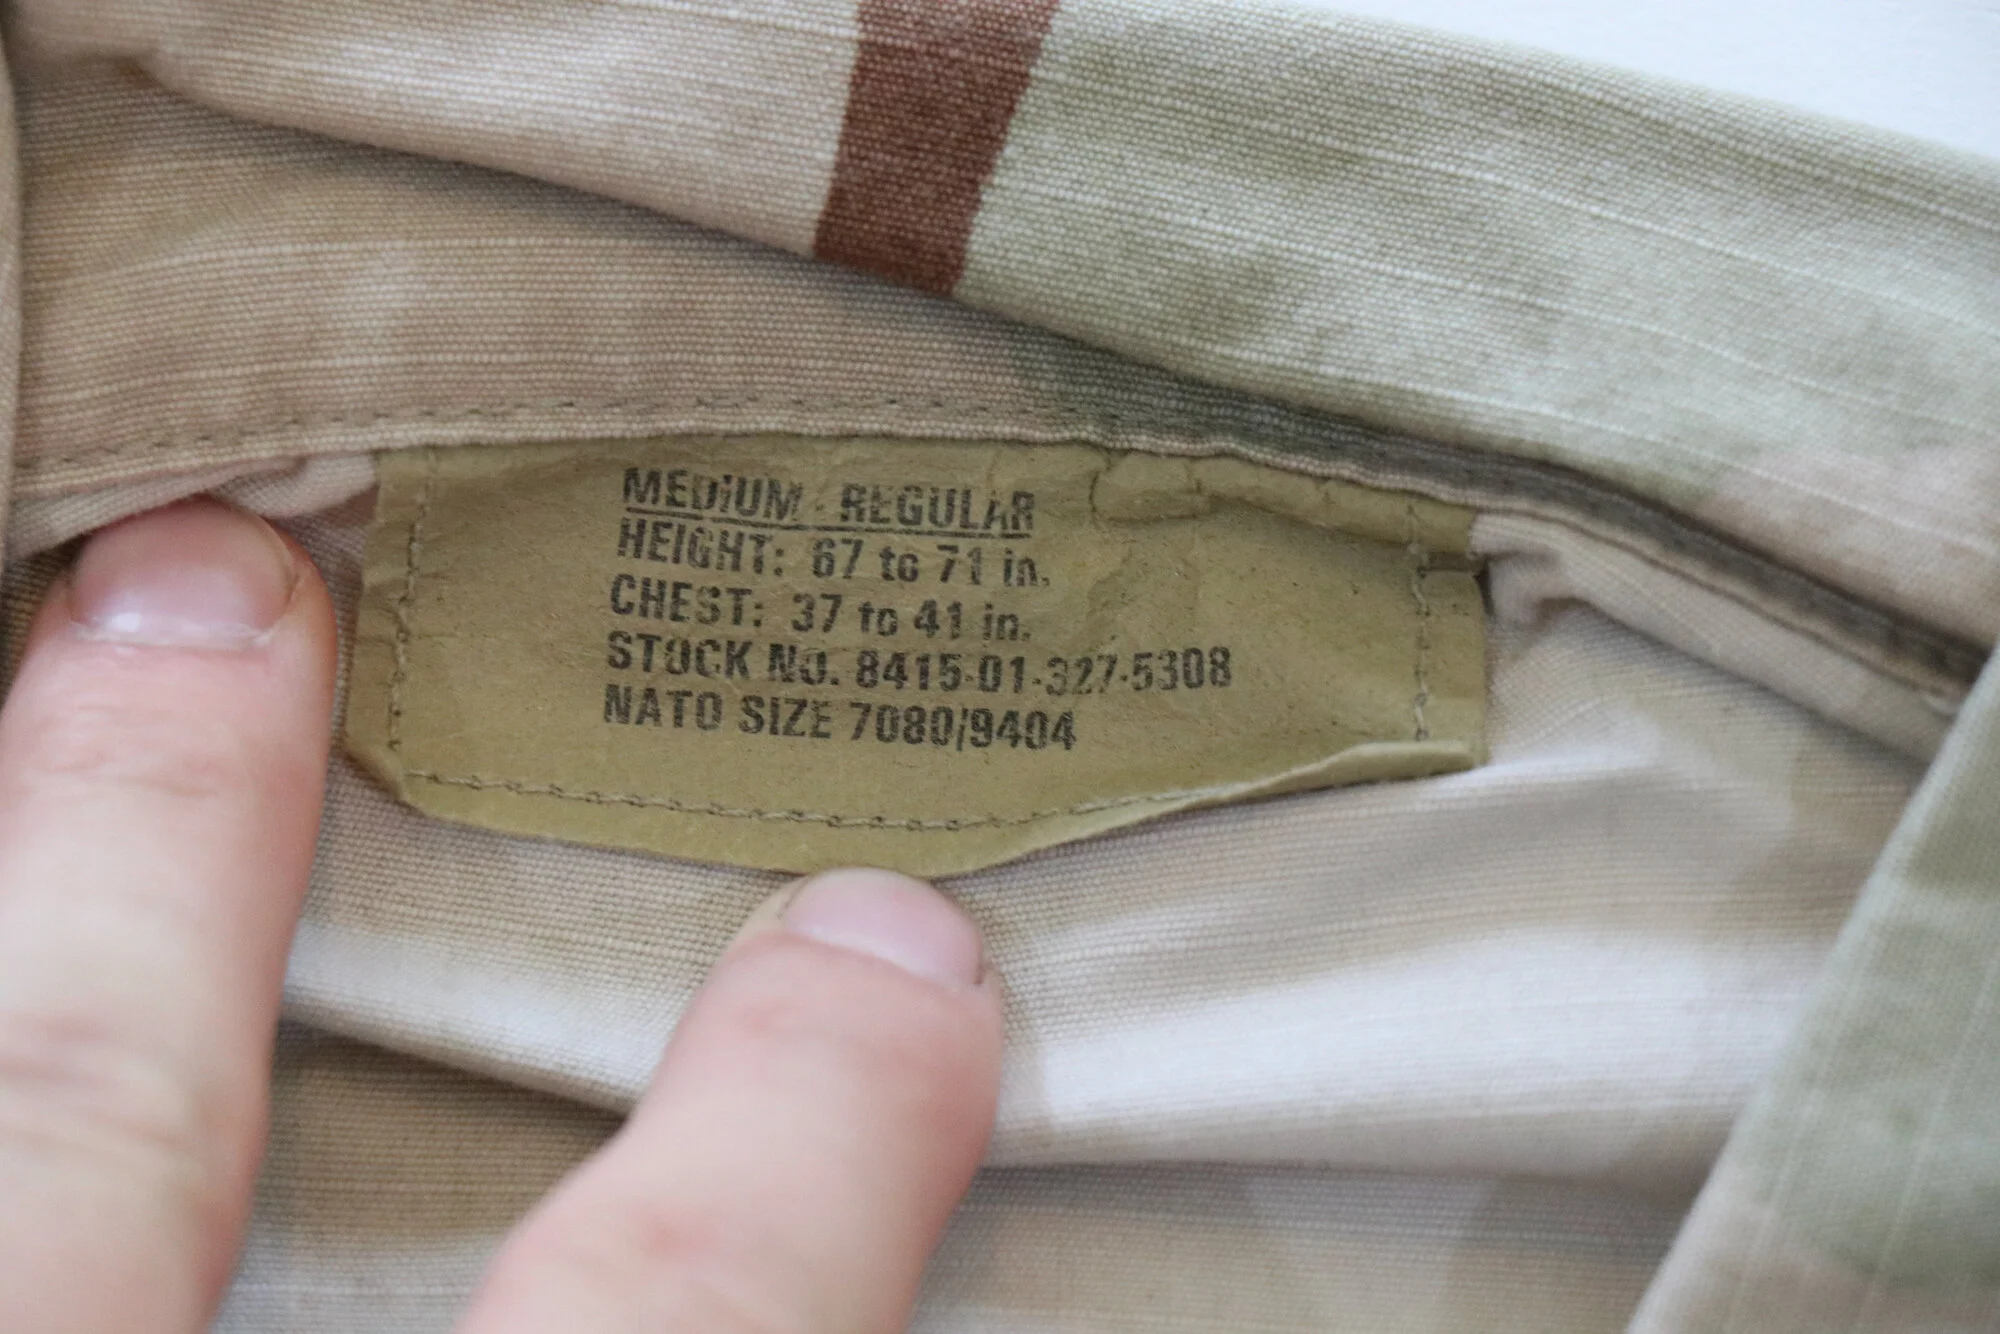 MEDIUM - REGULAR
HEIGHT: 67 to 71 in.
CHEST: 37 to 41 in.
STOCK NO. 8415-01-327-5308
NATO SIZE 7080/9404